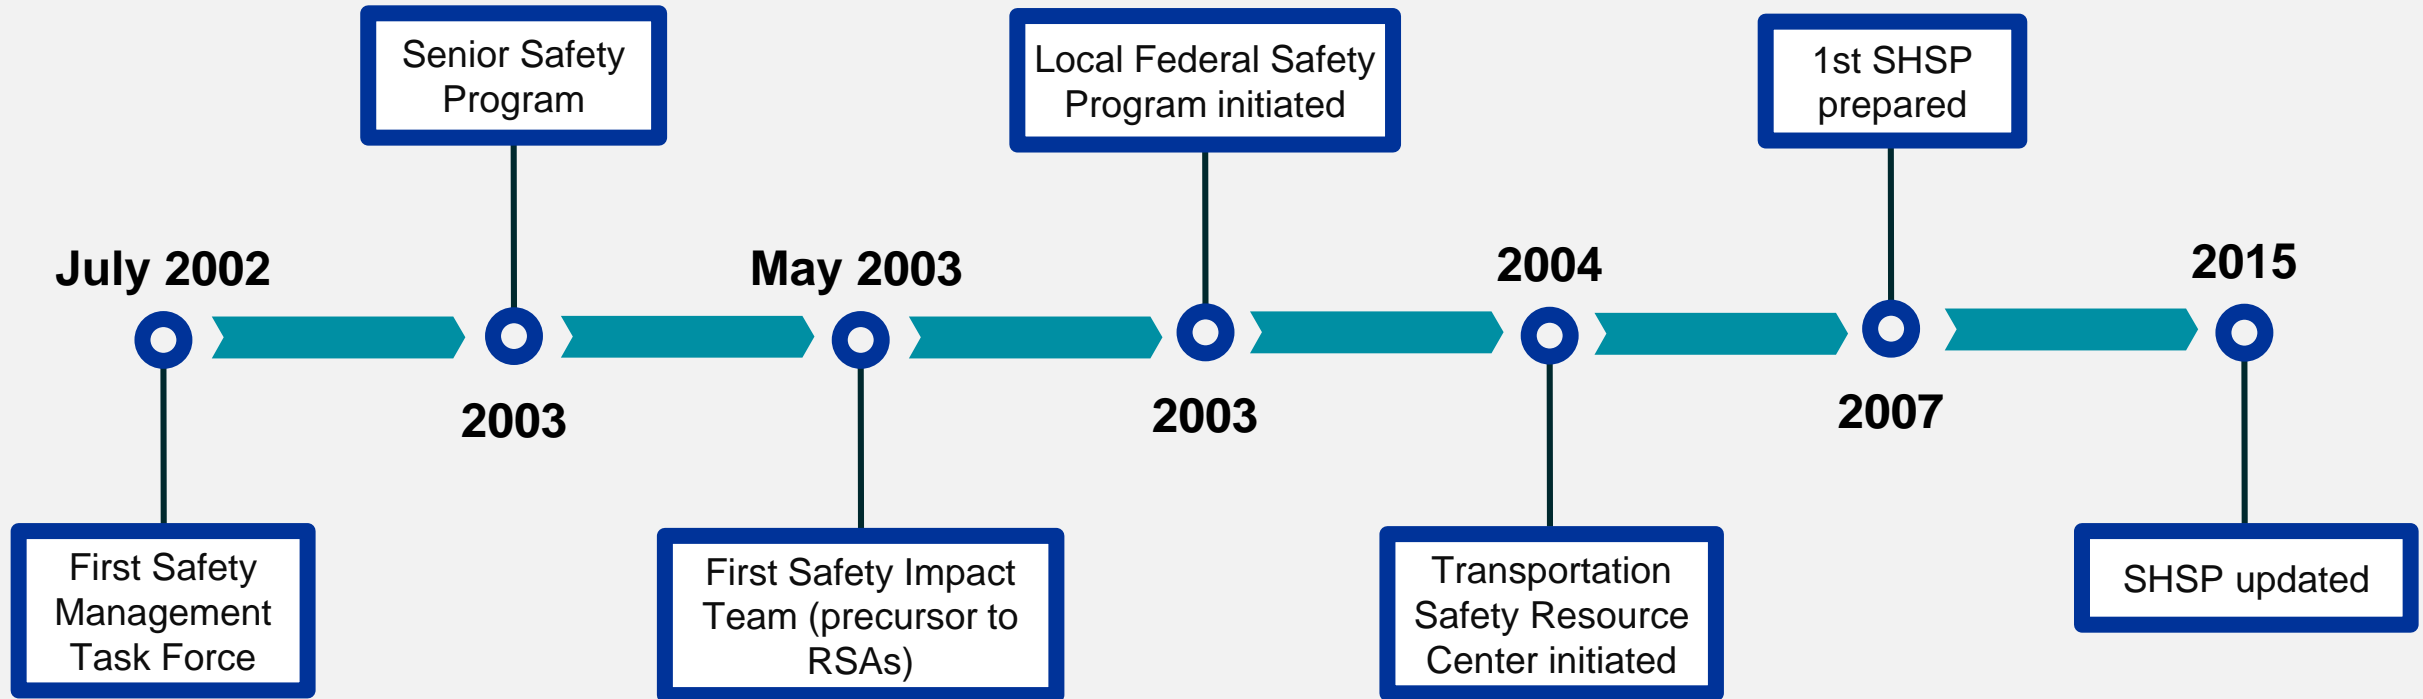 Senior Safety
Program
Local Federal Safety
Program initiated
1st SHSP
prepared
July 2002
May 2003
2004
2015
2003
2003
2007
First Safety
Management
Task Force
First Safety Impact
Team (precursor to
RSAs)
Transportation
Safety Resource
Center initiated
SHSP updated